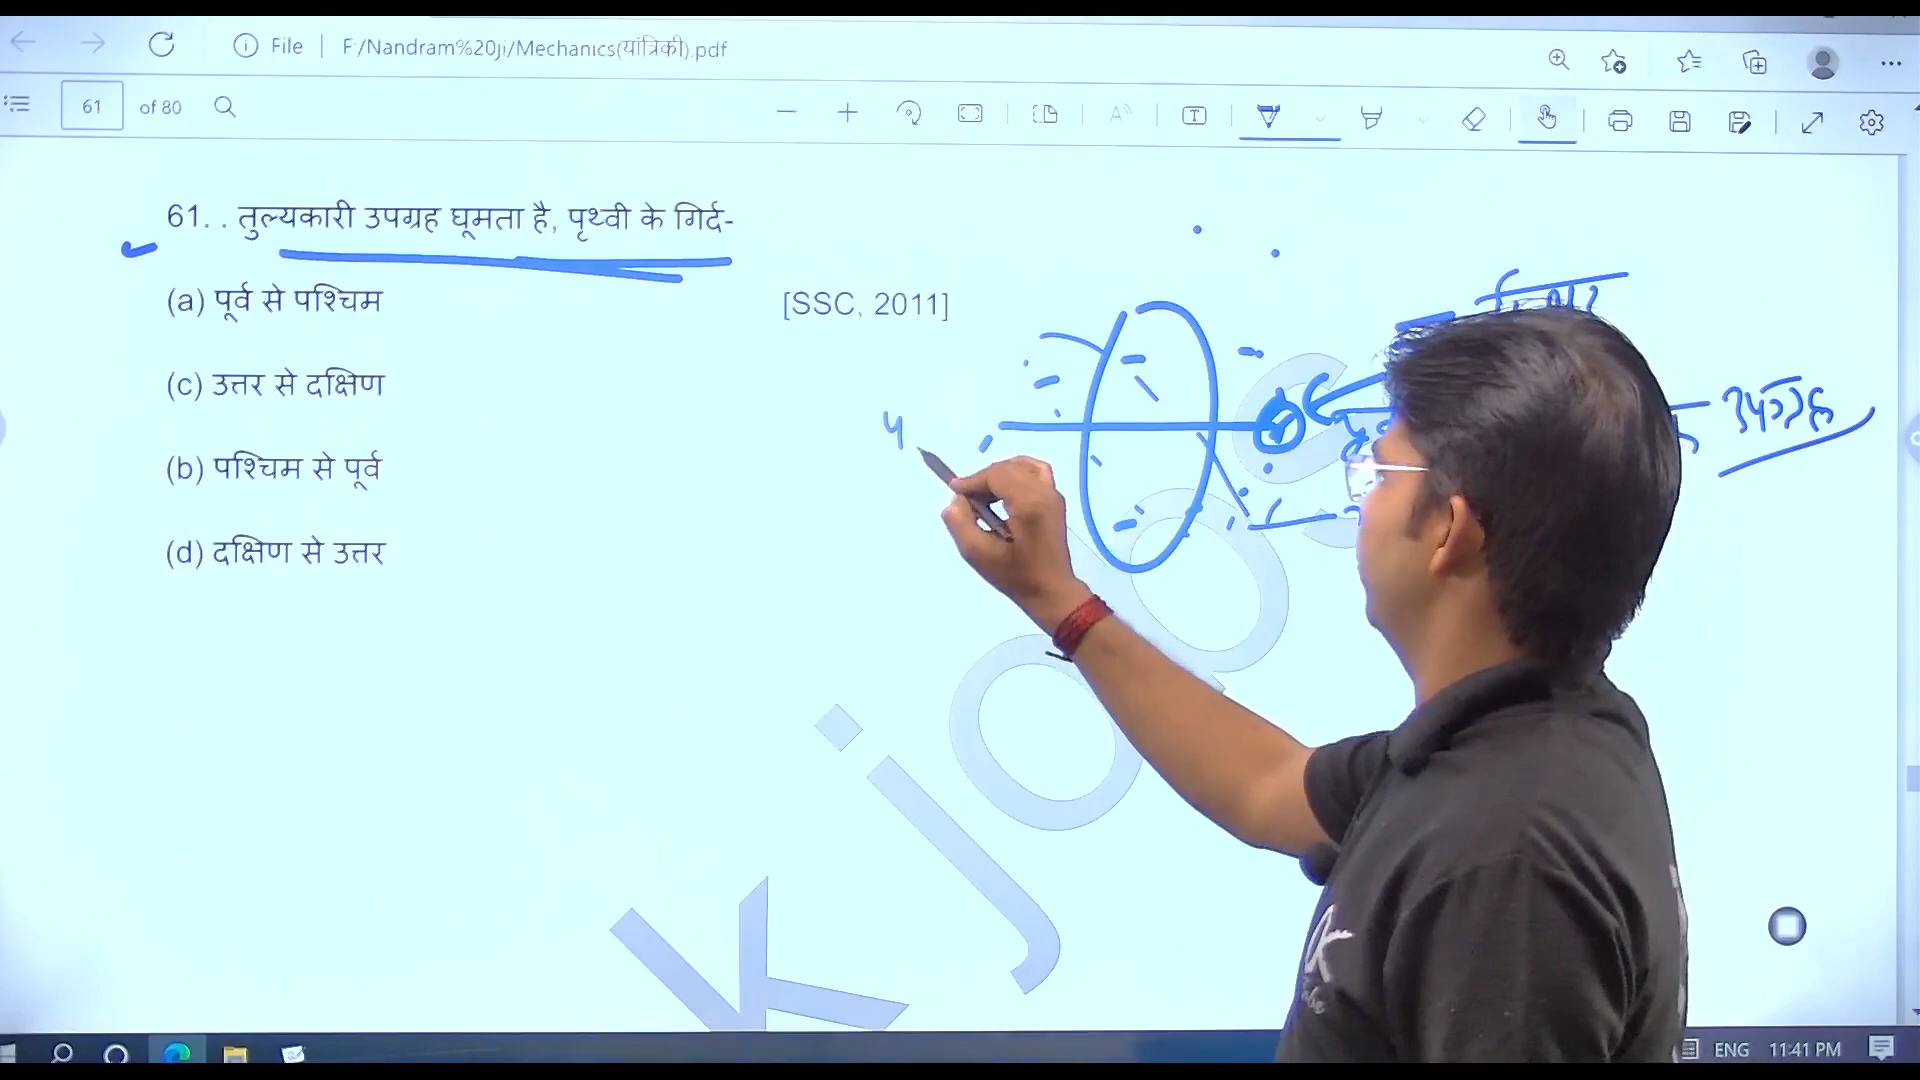 File | F:/Nandram%20Ji/Mechanics(यांत्रिकी).pdf
61 of 80
61. . तुल्यकारी उपग्रह घूमता है, पृथ्वी के गिर्द-
(a) पूर्व से पश्चिम
[SSC, 2011]
(c) उत्तर से दक्षिण
उपग्रह
(b) पश्चिम से पूर्व
(d) दक्षिण से उत्तर
k jo
ENG 11:41 PM